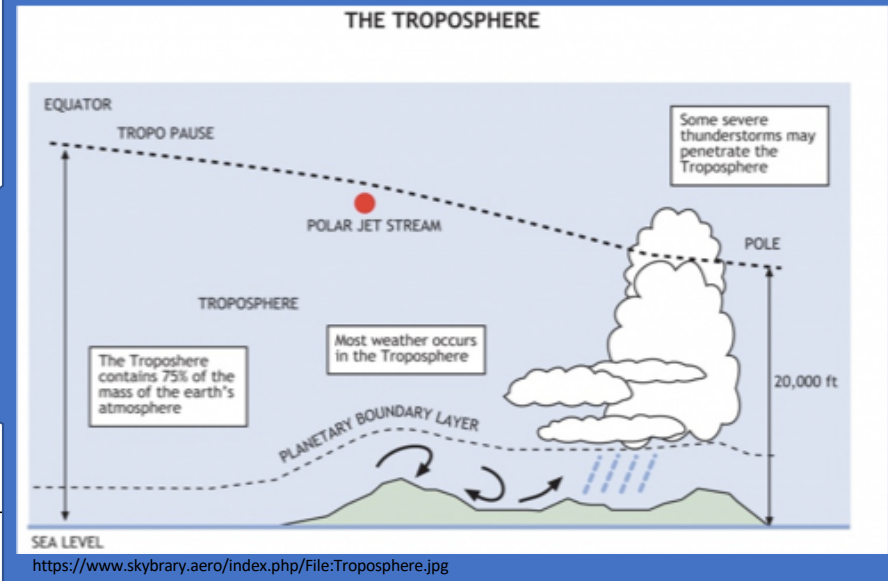 THE TROPOSPHERE
EQUATOR
TROPO PAUSE
Some severe
thunderstorms may
penetrate the
Troposphere
POLAR JET STREAM
POLE
TROPOSPHERE
Most weather occurs
in the Troposphere
The Troposhere
contains 75% of the
mass of the earth's
atmosphere
20,000 ft
PLANETARY BOUNDARY LAYER
SEA LEVEL
https://www.skybrary.aero/index.php/File:Troposphere.jpg